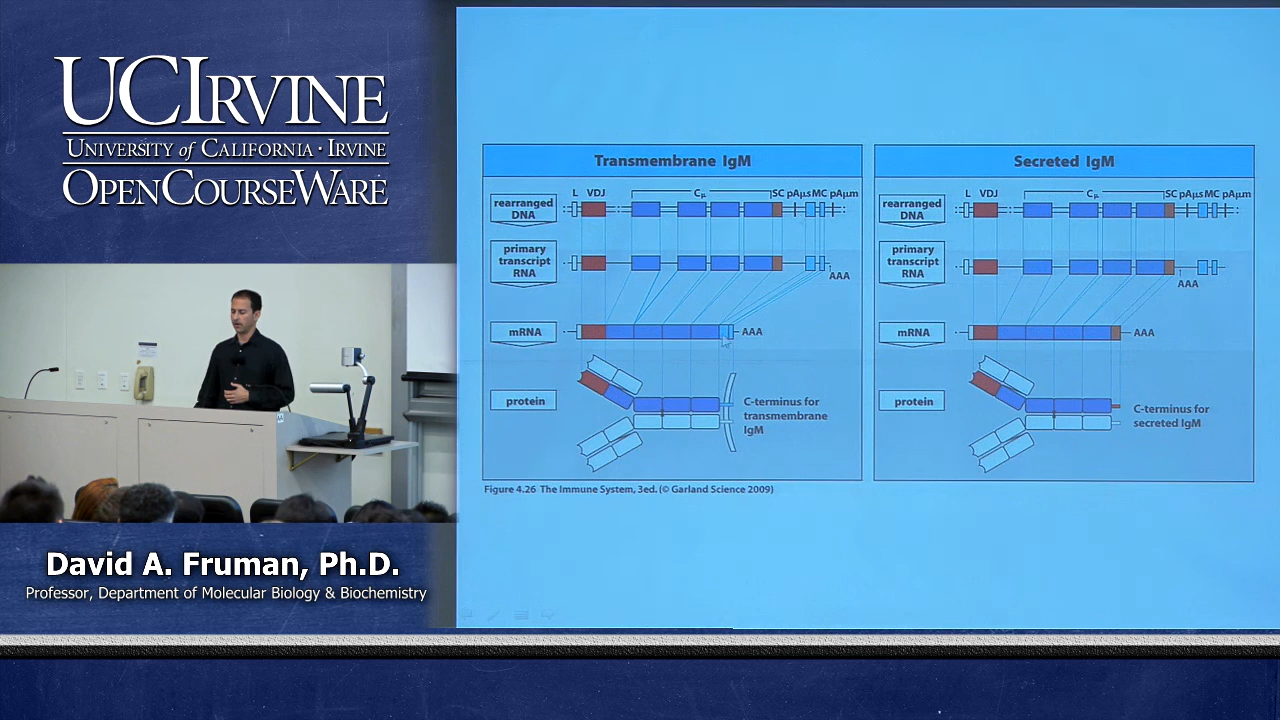 UCIRVINE
UNIVERSITY of CALIFORNIA · IRVINE
OPENCOURSEWARE
David A. Fruman, Ph.D.
Professor, Department of Molecular Biology & Biochemistry
Transmembrane IgM
L VDJ Cμ SC pAμs MC pAμm
rearranged
DNA
primary
transcript
RNA
AAA
mRNA
AAA
protein
C-terminus for
transmembrane
IgM
Secreted IgM
L VDJ Cμ SC pAμs MC pAμm
rearranged
DNA
primary
transcript
RNA
AAA
mRNA
AAA
protein
C-terminus for
secreted IgM
Figure 4.26 The Immune System, 3ed. (© Garland Science 2009)